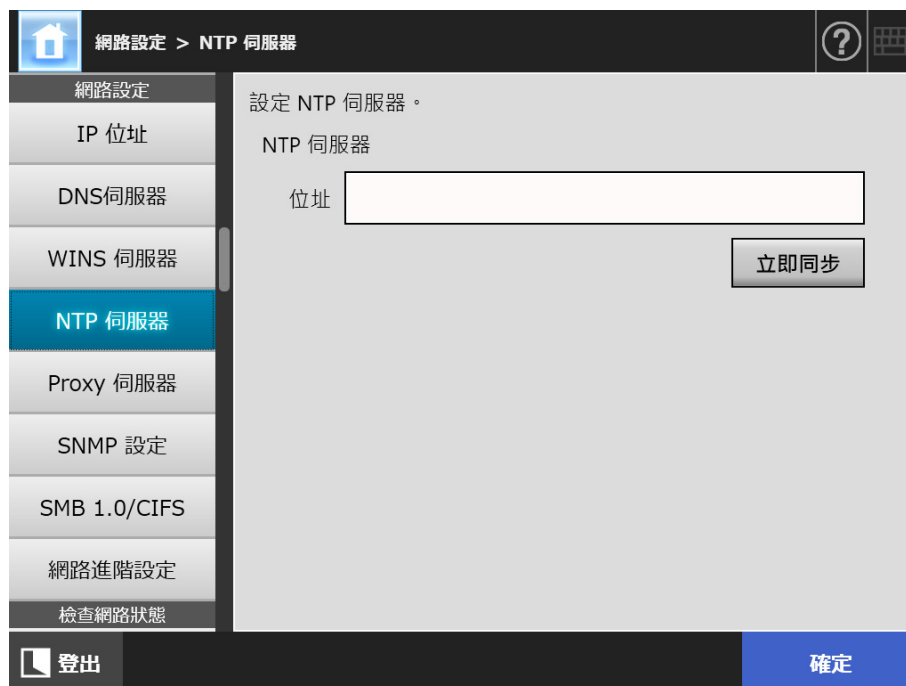 網路設定 > NTP 伺服器
網路設定
IP 位址
DNS伺服器
WINS 伺服器
NTP 伺服器
Proxy 伺服器
SNMP 設定
SMB 1.0/CIFS
網路進階設定
檢查網路狀態
設定 NTP 伺服器。
NTP 伺服器
位址
立即同步
登出
確定